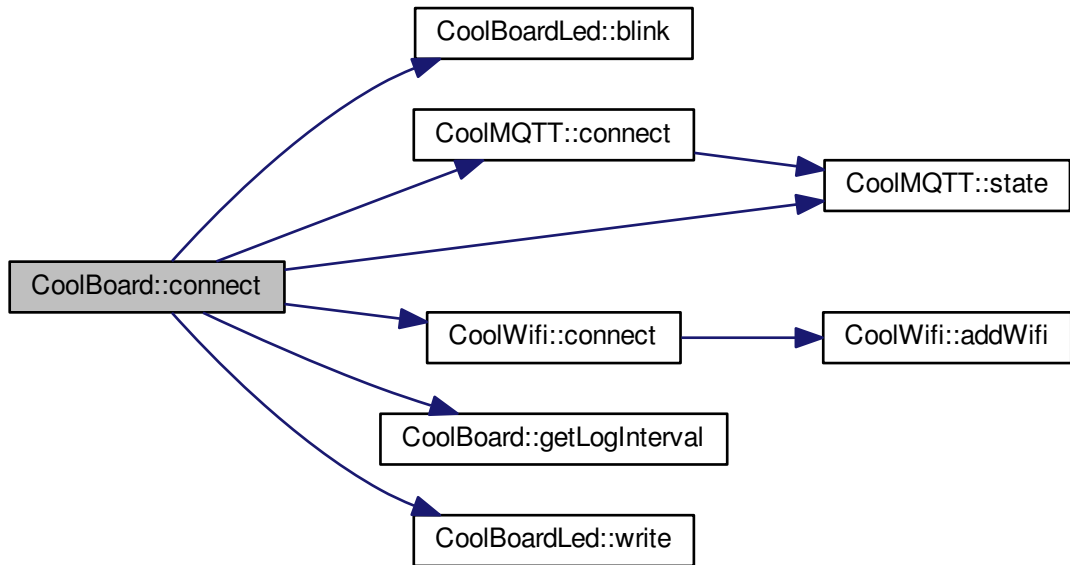 CoolBoardLed::blink
CoolMQTT::connect
CoolMQTT::state
CoolBoard::connect
CoolWifi::connect
CoolWifi::addWifi
CoolBoard::getLogInterval
CoolBoardLed::write